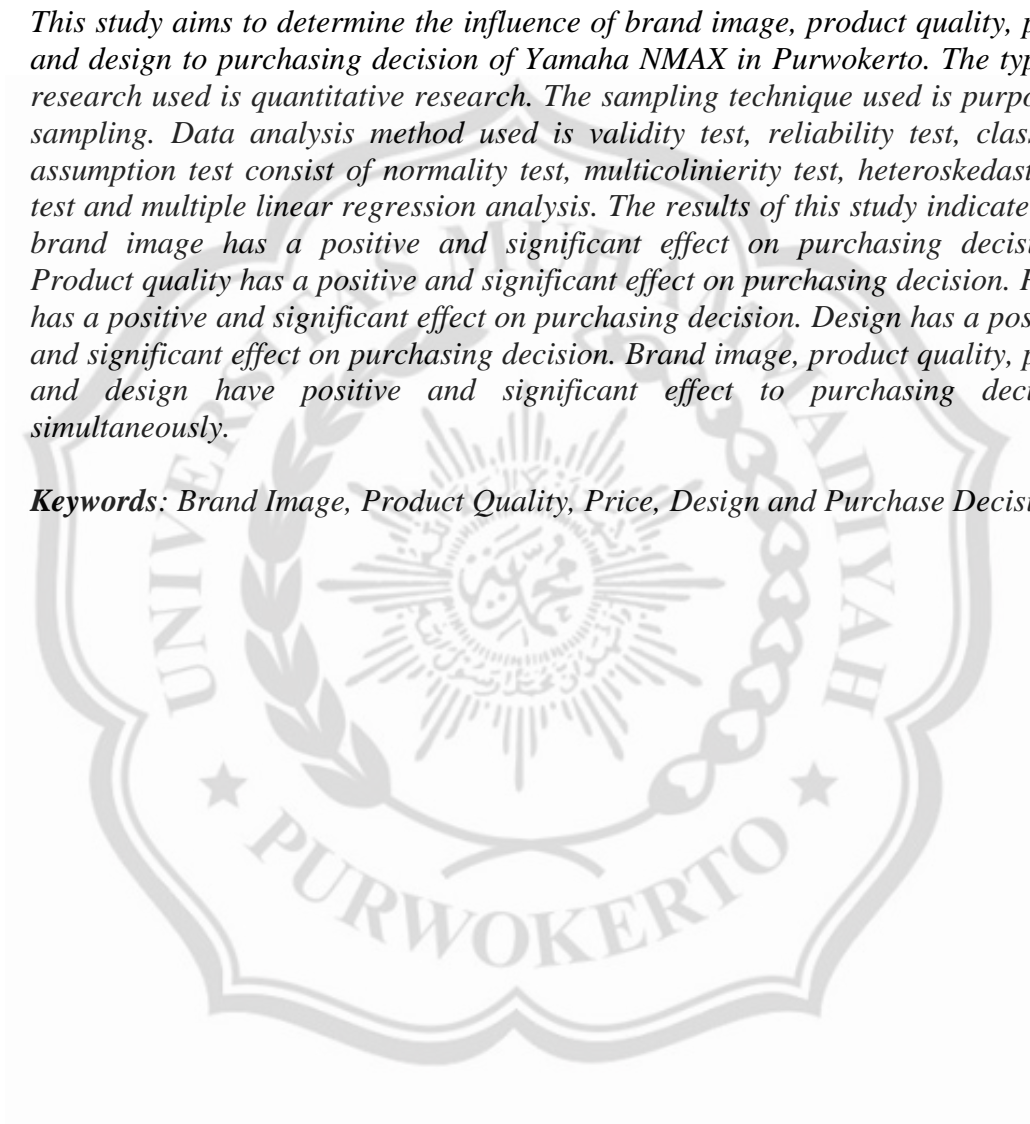 This study aims to determine the influence of brand image, product quality, p
and design to purchasing decision of Yamaha NMAX in Purwokerto. The typ
research used is quantitative research. The sampling technique used is purpo
sampling. Data analysis method used is validity test, reliability test, clas
assumption test consist of normality test, multicolinierity test, heteroskedast
test and multiple linear regression analysis. The results of this study indicate
brand image has a positive and significant effect on purchasing decisi
Product quality has a positive and significant effect on purchasing decision. P
has a positive and significant effect on purchasing decision. Design has a pos
and significant effect on purchasing decision. Brand image, product quality, p
and design have positive and significant effect to purchasing deci
simultaneously.
Keywords: Brand Image, Product Quality, Price, Design and Purchase Decisi
UNIVERSITAS MUHAMMADIYAH
PURWOKERTO